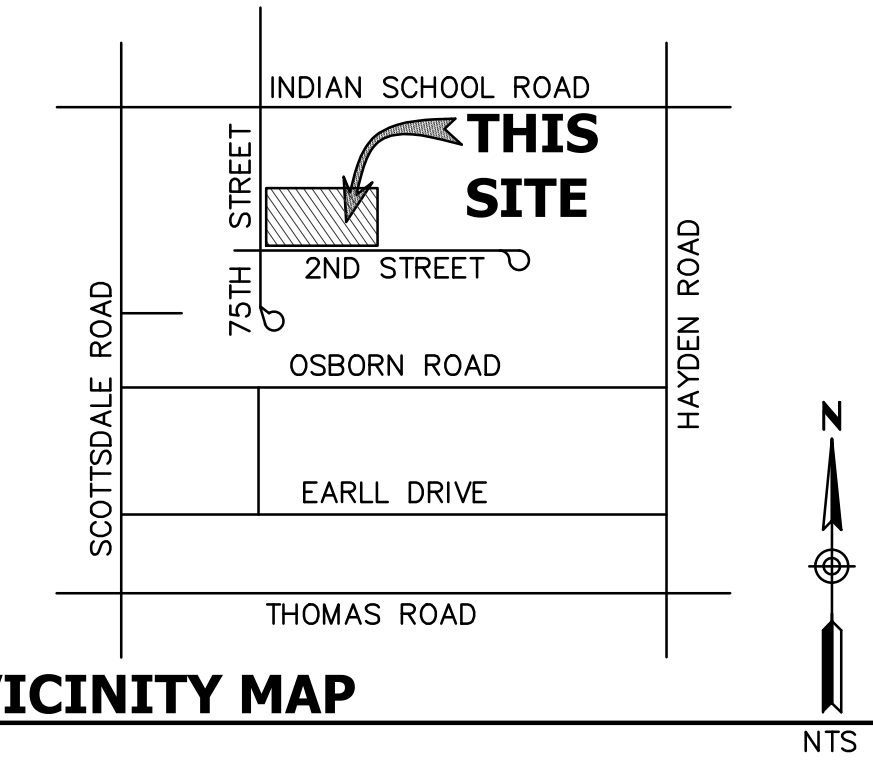 INDIAN SCHOOL ROAD
THIS
SITE
75TH STREET
2ND STREET
SCOTTSDALE ROAD
HAYDEN ROAD
OSBORN ROAD
EARLL DRIVE
THOMAS ROAD
N
VICINITY MAP
NTS